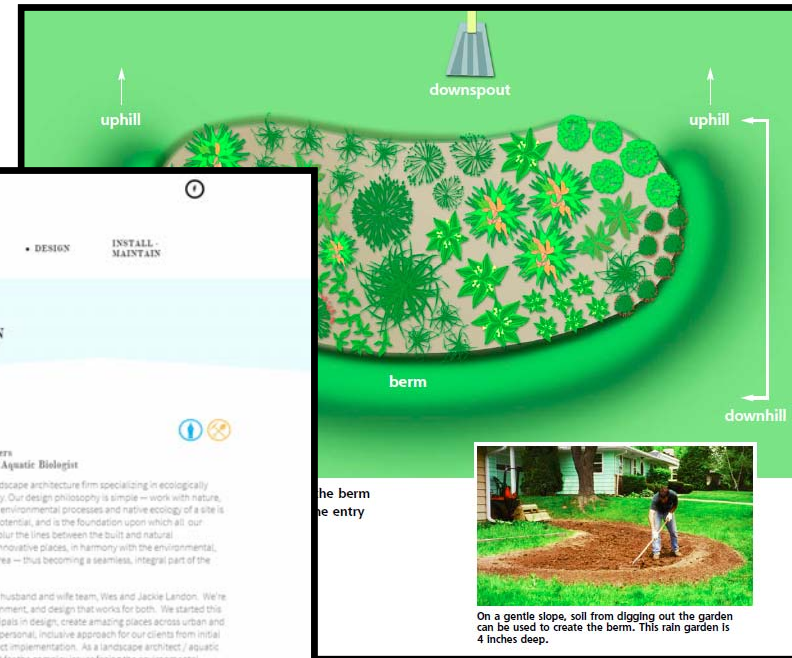 downspout
uphill
uphill
• DESIGN
INSTALL -
MAINTAIN
berm
downhill
Aquatic Biologist
dscape architecture firm specializing in ecologically
y. Our design philosophy is simple — work with nature,
environmental processes and native ecology of a site is
otential, and is the foundation upon which all our
blur the lines between the built and natural
nnovative places, in harmony with the environmental,
rea — thus becoming a seamless, integral part of the
husband and wife team, Wes and Jackie Landon. We're
nment, and design that works for both. We started this
ipals in design, create amazing places across urban and
personal, inclusive approach for our clients from initial
ct implementation. As a landscape architect / aquatic
he berm
e entry
On a gentle slope, soil from digging out the garden
can be used to create the berm. This rain garden is
4 inches deep.